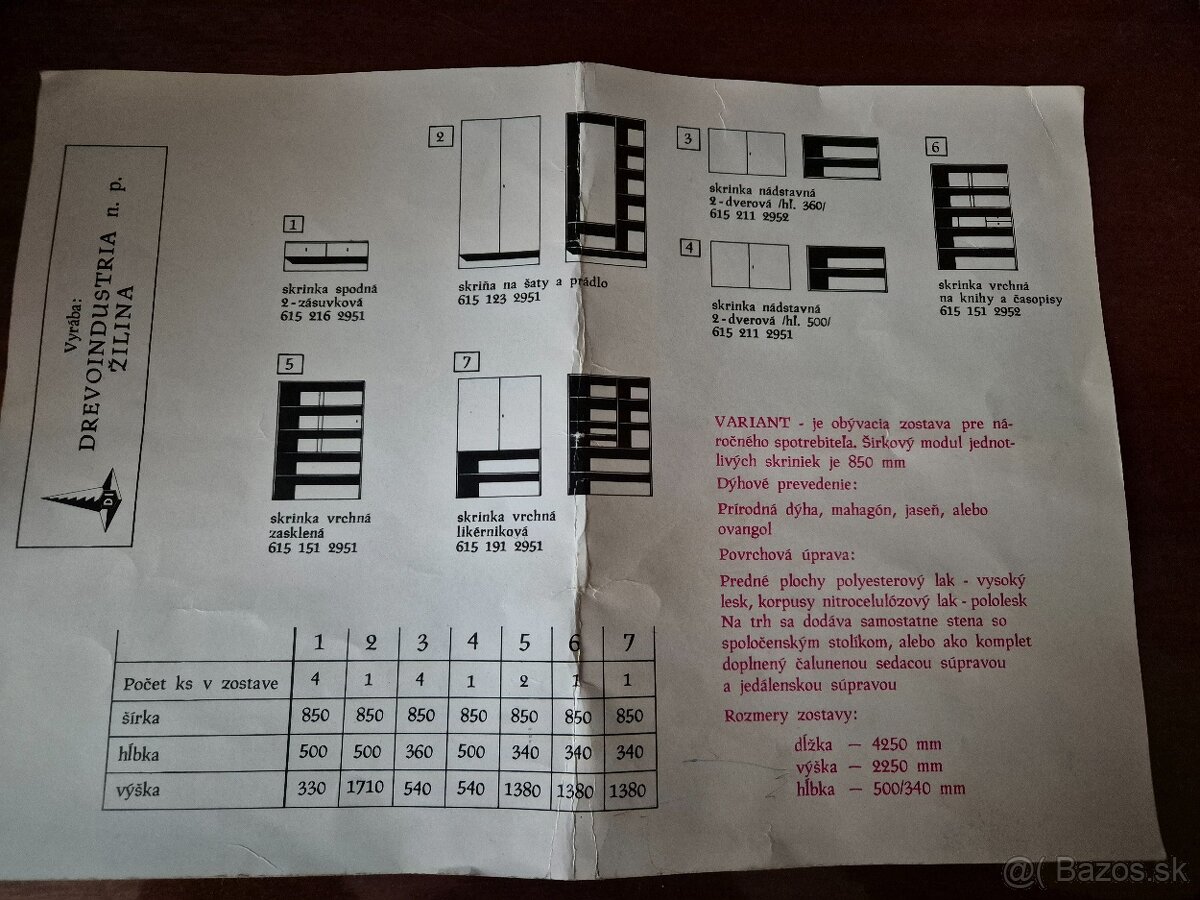 Vyrába:
DREVOINDUSTRIA n. p.
ŽILINA
DI
1
skrinka spodná
2-zásuvková
615 216 2951
2
skriňa na šaty a prádlo
615 123 2951
3
skrinka nádstavná
2-dverová /hľ. 360/
615 211 2952
4
skrinka nádstavná
2-dverová /hľ. 500/
615 211 2951
6
skrinka vrchná
na knihy a časopisy
615 151 2952
5
skrinka vrchná
zasklená
615 151 2951
7
skrinka vrchná
likérniková
615 191 2951
VARIANT - je obývacia zostava pre ná-
ročného spotrebiteľa. Šírkový modul jednot-
livých skriniek je 850 mm
Dýhové prevedenie:
Prírodná dýha, mahagón, jaseň, alebo
ovangol
Povrchová úprava:
Predné plochy polyesterový lak - vysoký
lesk, korpusy nitrocelulózový lak - pololesk
Na trh sa dodáva samostatne stena so
spoločenským stolíkom, alebo ako komplet
doplnený čalunenou sedacou súpravou
a jedálenskou súpravou
Rozmery zostavy:
dĺžka — 4250 mm
výška — 2250 mm
hĺbka — 500/340 mm
1 2 3 4 5 6 7
Počet ks v zostave 4 1 4 1 2 1 1
šírka 850 850 850 850 850 850 850
hĺbka 500 500 360 500 340 340 340
výška 330 1710 540 540 1380 1380 1380
@( Bazos.sk